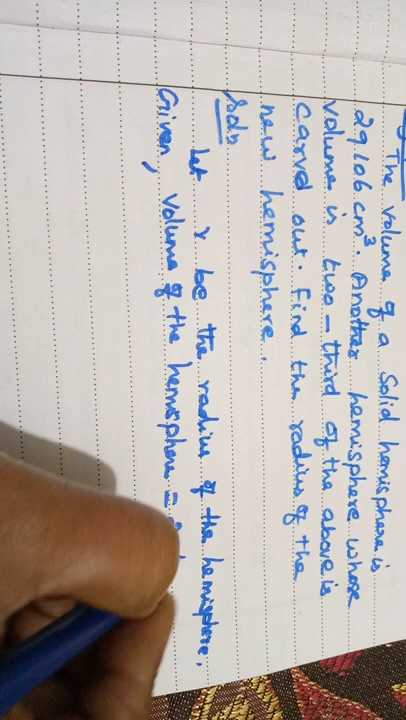 The volume of a solid hemisphere is
29106 cm³. Another hemisphere whose
volume is two-third of the above is
carved out. Find the radius of the
new hemisphere.
Soln
Let r be the radius of the hemisphere.
Given, volume of the hemisphere =